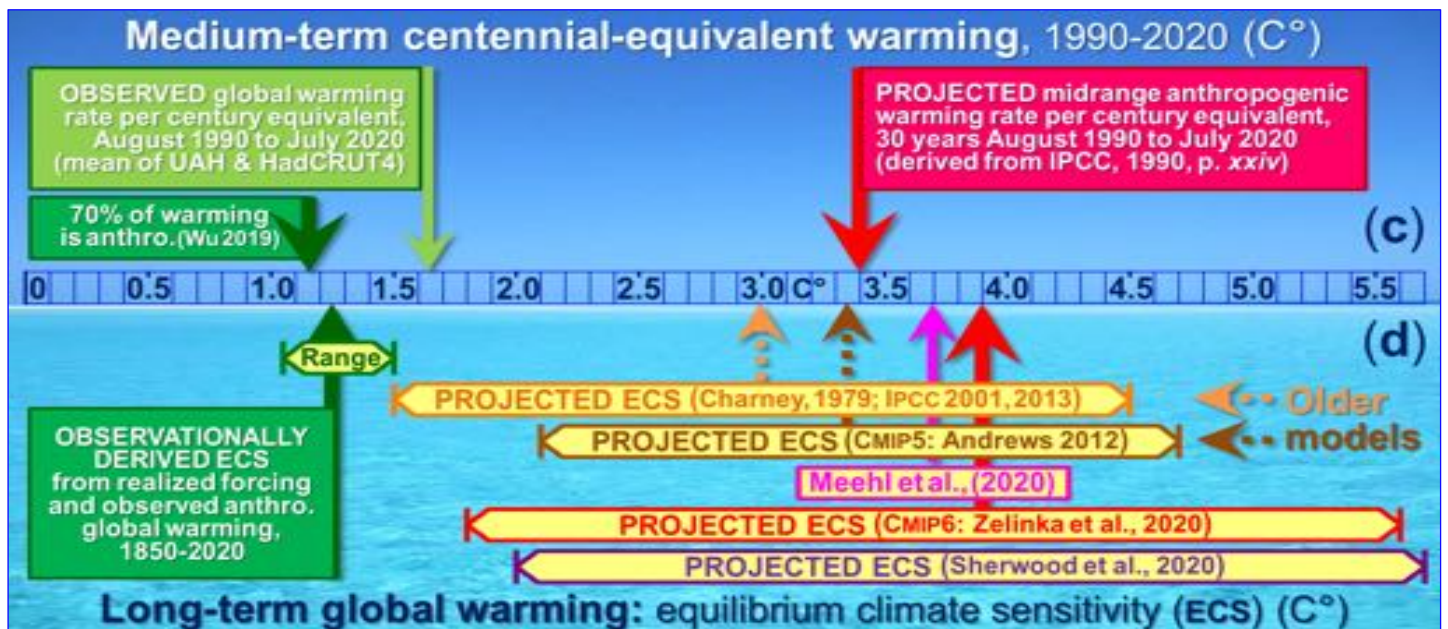 Medium-term centennial-equivalent warming, 1990-2020 (C°)
OBSERVED global warming
rate per century equivalent,
August 1990 to July 2020
(mean of UAH & HadCRUT4)
PROJECTED midrange anthropogenic
warming rate per century equivalent,
30 years August 1990 to July 2020
(derived from IPCC, 1990, p. xxiv)
70% of warming
is anthro.(Wu 2019)
(c)
0 0.5 1.0 1.5 2.0 2.5 3.0 C° 3.5 4.0 4.5 5.0 5.5
(d)
Range
PROJECTED ECS (Charney, 1979; IPCC 2001, 2013)
Older
PROJECTED ECS (CMIP5: Andrews 2012)
models
OBSERVATIONALLY
DERIVED ECS
from realized forcing
and observed anthro.
global warming,
1850-2020
Meehl et al., (2020)
PROJECTED ECS (CMIP6: Zelinka et al., 2020)
PROJECTED ECS (Sherwood et al., 2020)
Long-term global warming: equilibrium climate sensitivity (ECS) (C°)